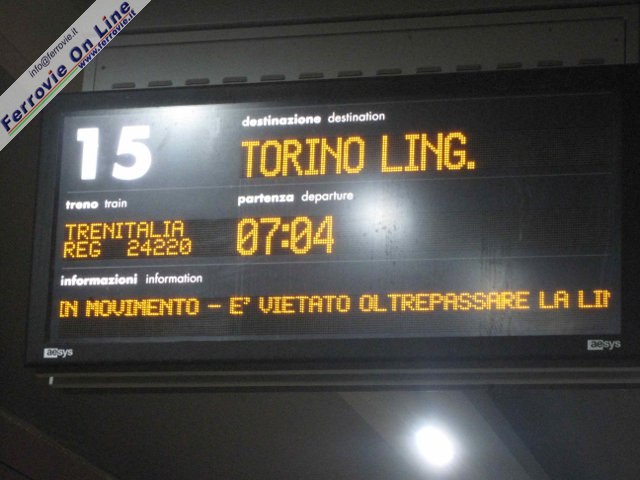 info@ferrovie.it
Ferrovie On Line
www.ferrovie.it
15
destinazione destination
TORINO LING.
treno train
partenza departure
TRENITALIA
REG 24220
07:04
informazioni information
IN MOVIMENTO - E' VIETATO OLTREPASSARE LA LIN
aesys
aesys